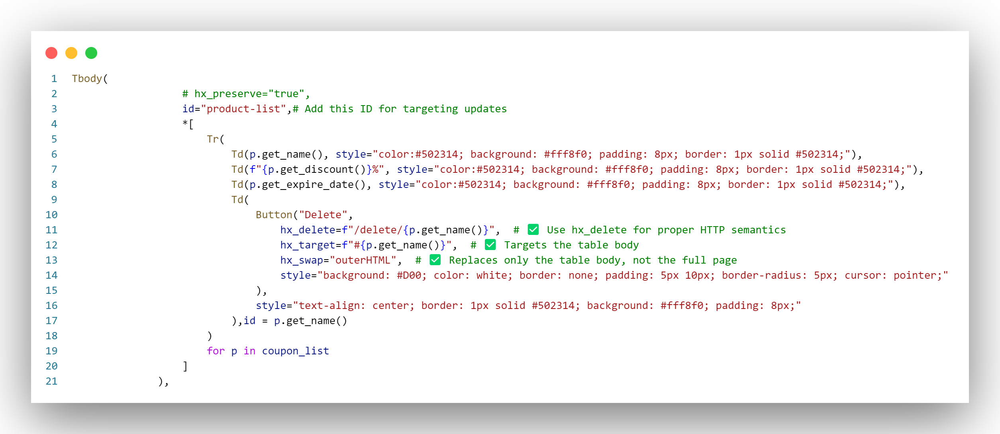 1 Tbody(
2 # hx_preserve="true",
3 id="product-list",# Add this ID for targeting updates
4 *[
5 Tr(
6 Td(p.get_name(), style="color:#502314; background: #fff8f0; padding: 8px; border: 1px solid #502314;"),
7 Td(f"{p.get_discount()}%", style="color:#502314; background: #fff8f0; padding: 8px; border: 1px solid #502314;"),
8 Td(p.get_expire_date(), style="color:#502314; background: #fff8f0; padding: 8px; border: 1px solid #502314;"),
9 Td(
10 Button("Delete",
11 hx_delete=f"/delete/{p.get_name()}",  # ✅ Use hx_delete for proper HTTP semantics
12 hx_target=f"#{p.get_name()}",  # ✅ Targets the table body
13 hx_swap="outerHTML",  # ✅ Replaces only the table body, not the full page
14 style="background: #D00; color: white; border: none; padding: 5px 10px; border-radius: 5px; cursor: pointer;"
15 ),
16 style="text-align: center; border: 1px solid #502314; background: #fff8f0; padding: 8px;"
17 ),id = p.get_name()
18 )
19 for p in coupon_list
20 ]
21 ),